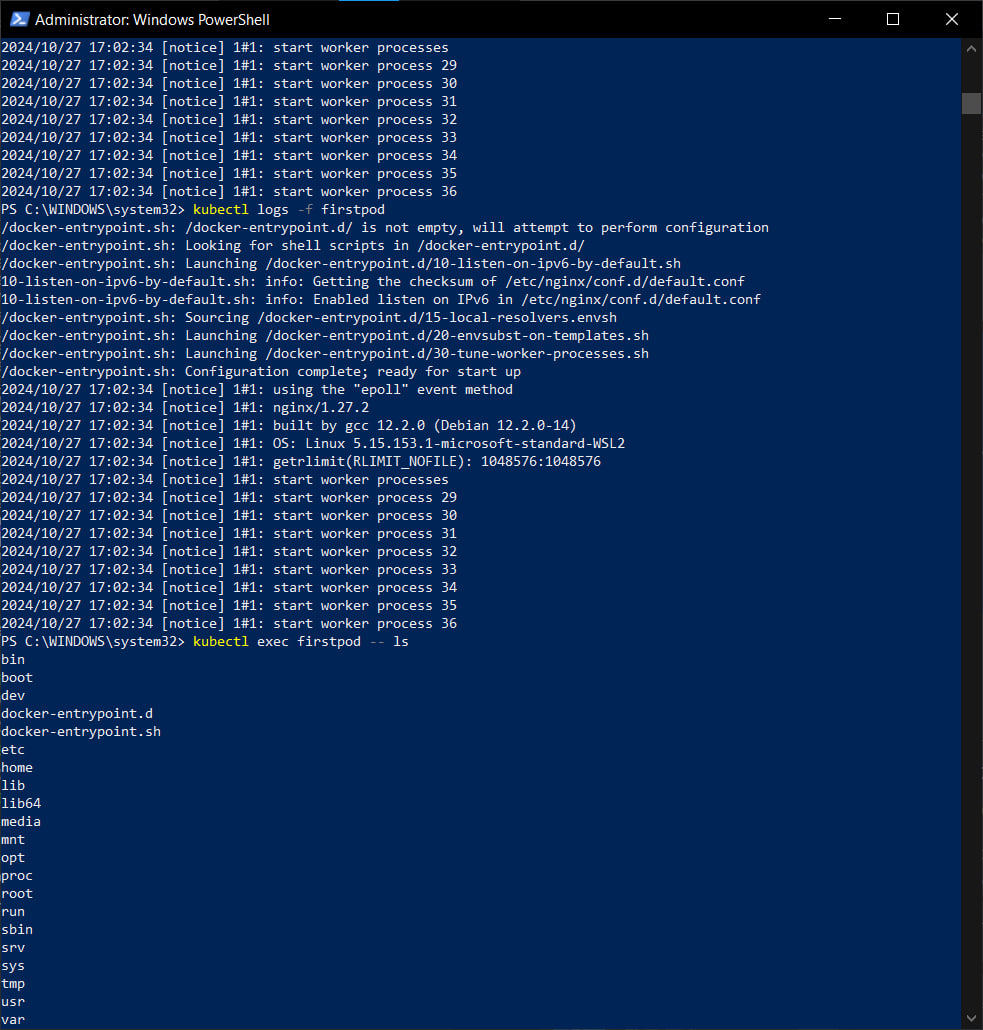 Administrator: Windows PowerShell
2024/10/27 17:02:34 [notice] 1#1: start worker processes
2024/10/27 17:02:34 [notice] 1#1: start worker process 29
2024/10/27 17:02:34 [notice] 1#1: start worker process 30
2024/10/27 17:02:34 [notice] 1#1: start worker process 31
2024/10/27 17:02:34 [notice] 1#1: start worker process 32
2024/10/27 17:02:34 [notice] 1#1: start worker process 33
2024/10/27 17:02:34 [notice] 1#1: start worker process 34
2024/10/27 17:02:34 [notice] 1#1: start worker process 35
2024/10/27 17:02:34 [notice] 1#1: start worker process 36
PS C:\WINDOWS\system32> kubectl logs -f firstpod
/docker-entrypoint.sh: /docker-entrypoint.d/ is not empty, will attempt to perform configuration
/docker-entrypoint.sh: Looking for shell scripts in /docker-entrypoint.d/
/docker-entrypoint.sh: Launching /docker-entrypoint.d/10-listen-on-ipv6-by-default.sh
10-listen-on-ipv6-by-default.sh: info: Getting the checksum of /etc/nginx/conf.d/default.conf
10-listen-on-ipv6-by-default.sh: info: Enabled listen on IPv6 in /etc/nginx/conf.d/default.conf
/docker-entrypoint.sh: Sourcing /docker-entrypoint.d/15-local-resolvers.envsh
/docker-entrypoint.sh: Launching /docker-entrypoint.d/20-envsubst-on-templates.sh
/docker-entrypoint.sh: Launching /docker-entrypoint.d/30-tune-worker-processes.sh
/docker-entrypoint.sh: Configuration complete; ready for start up
2024/10/27 17:02:34 [notice] 1#1: using the "epoll" event method
2024/10/27 17:02:34 [notice] 1#1: nginx/1.27.2
2024/10/27 17:02:34 [notice] 1#1: built by gcc 12.2.0 (Debian 12.2.0-14)
2024/10/27 17:02:34 [notice] 1#1: OS: Linux 5.15.153.1-microsoft-standard-WSL2
2024/10/27 17:02:34 [notice] 1#1: getrlimit(RLIMIT_NOFILE): 1048576:1048576
2024/10/27 17:02:34 [notice] 1#1: start worker processes
2024/10/27 17:02:34 [notice] 1#1: start worker process 29
2024/10/27 17:02:34 [notice] 1#1: start worker process 30
2024/10/27 17:02:34 [notice] 1#1: start worker process 31
2024/10/27 17:02:34 [notice] 1#1: start worker process 32
2024/10/27 17:02:34 [notice] 1#1: start worker process 33
2024/10/27 17:02:34 [notice] 1#1: start worker process 34
2024/10/27 17:02:34 [notice] 1#1: start worker process 35
2024/10/27 17:02:34 [notice] 1#1: start worker process 36
PS C:\WINDOWS\system32> kubectl exec firstpod -- ls
bin
boot
dev
docker-entrypoint.d
docker-entrypoint.sh
etc
home
lib
lib64
media
mnt
opt
proc
root
run
sbin
srv
sys
tmp
usr
var